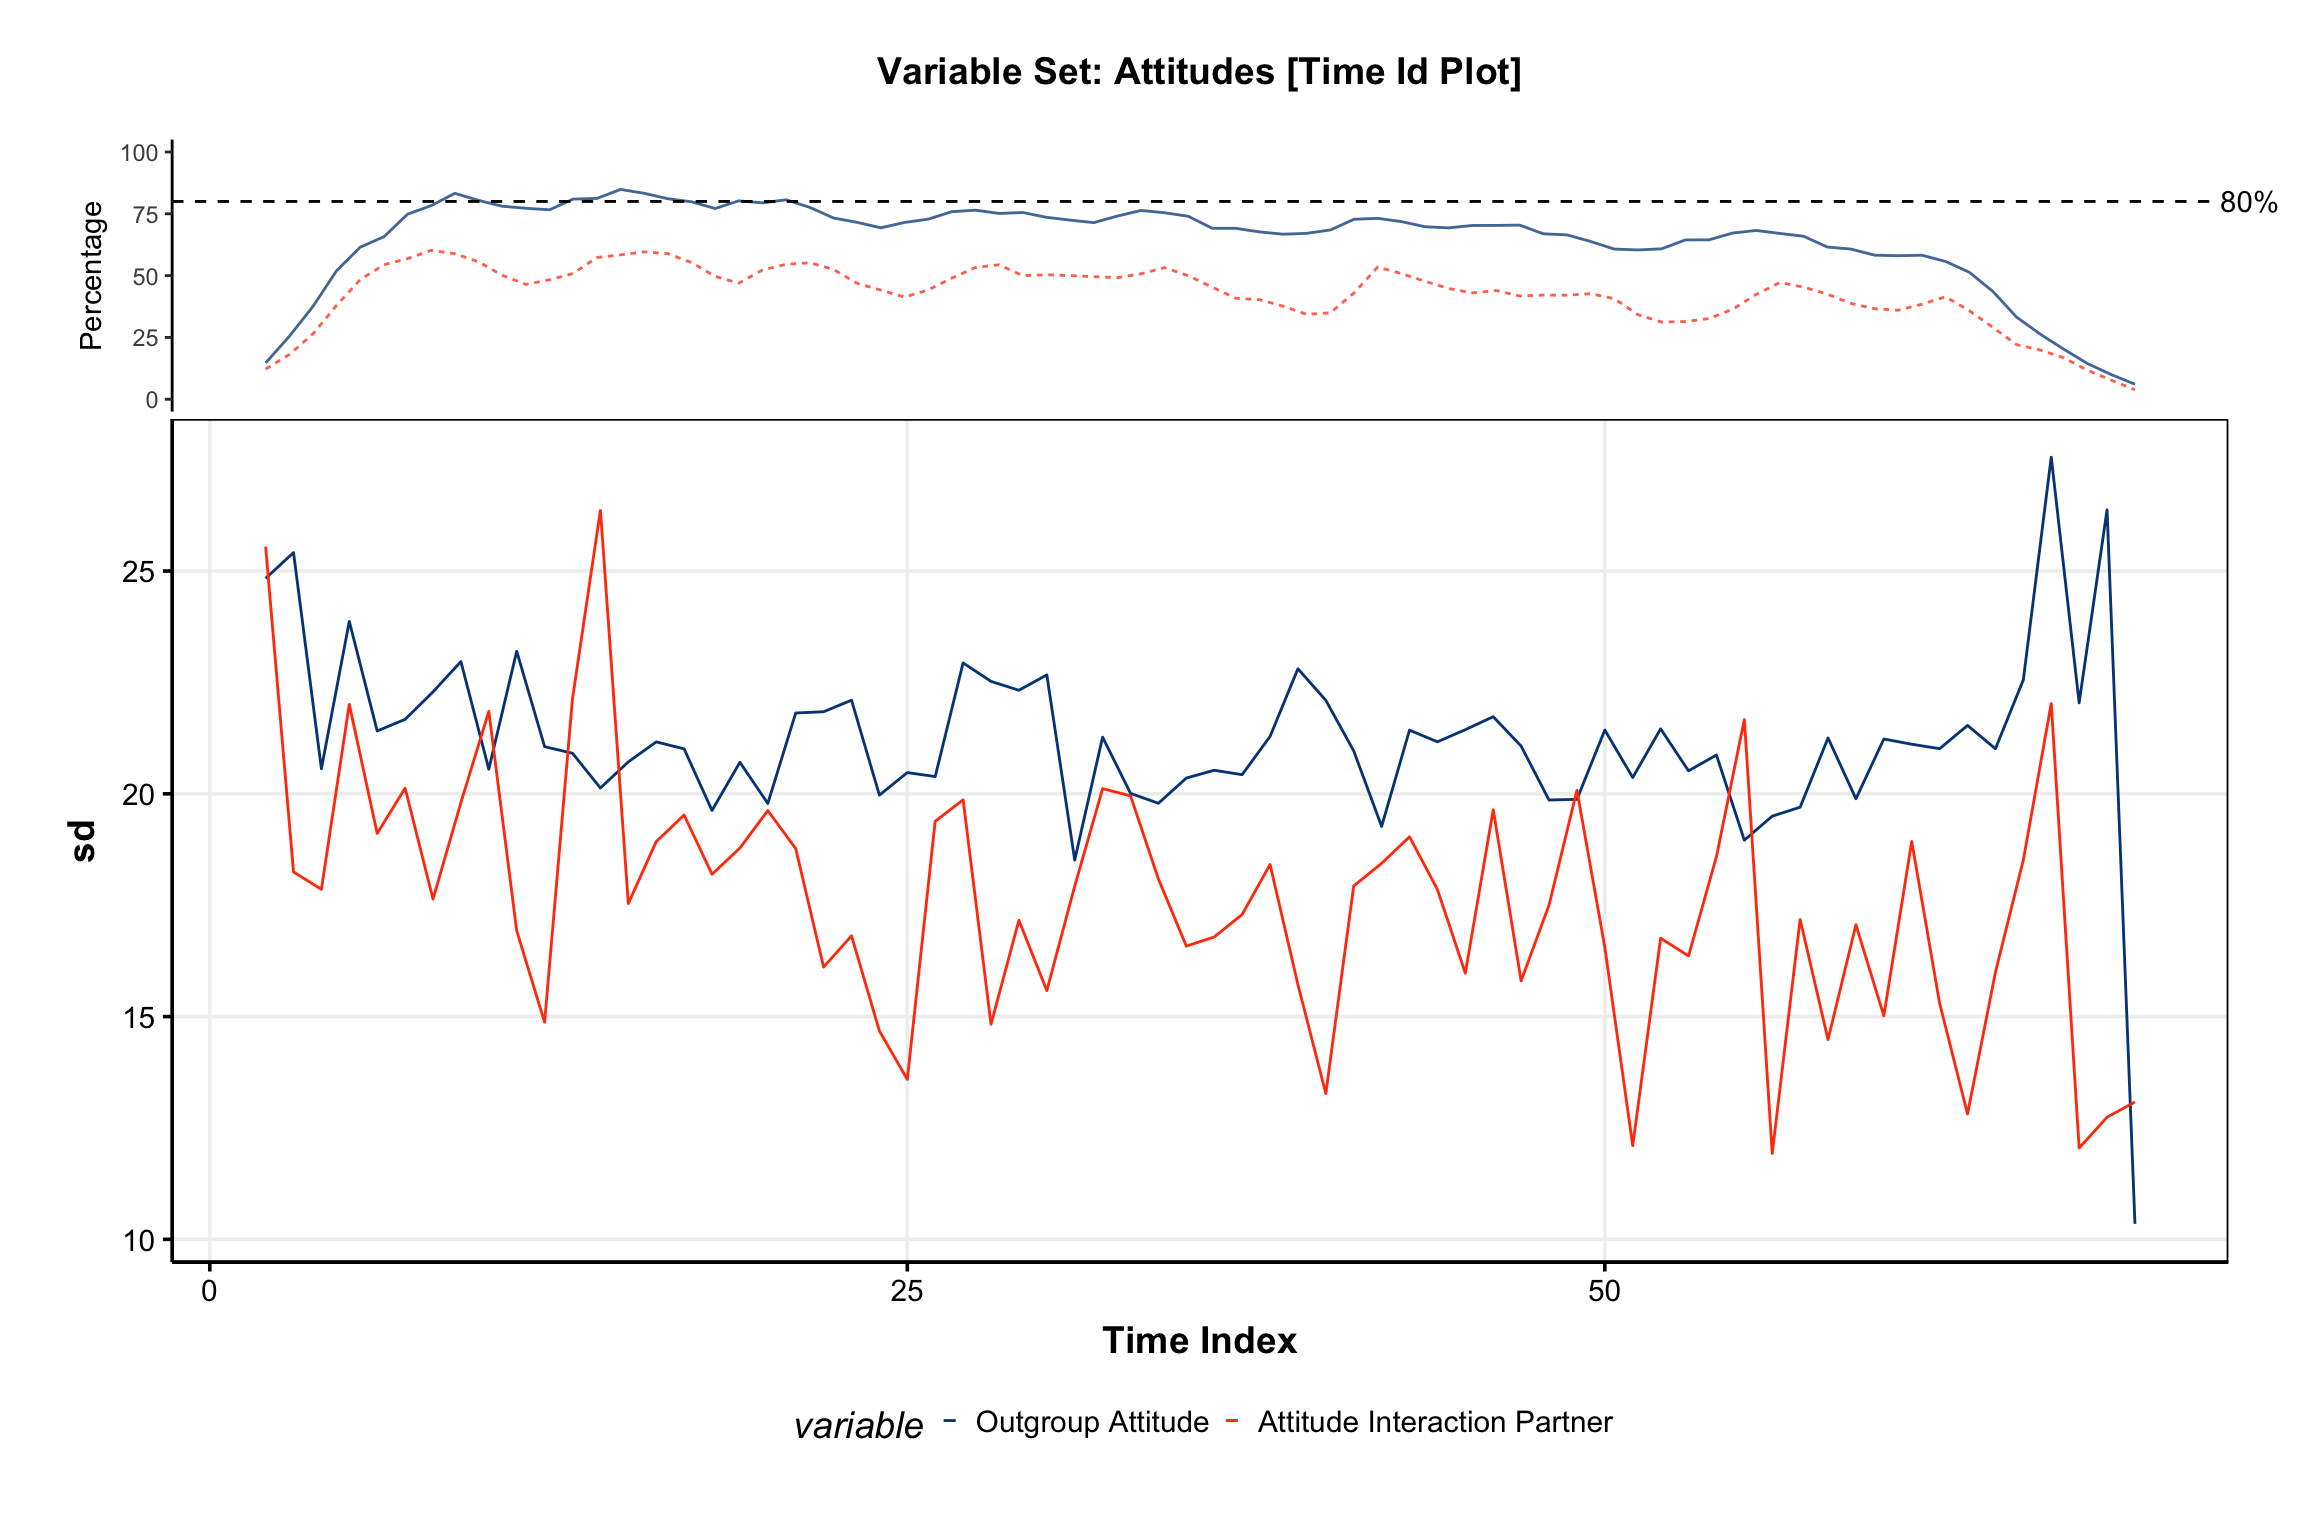 Variable Set: Attitudes [Time Id Plot]
Percentage
100
75
50
25
0
80%
sd
25
20
15
10
0 25 50
Time Index
variable Outgroup Attitude Attitude Interaction Partner